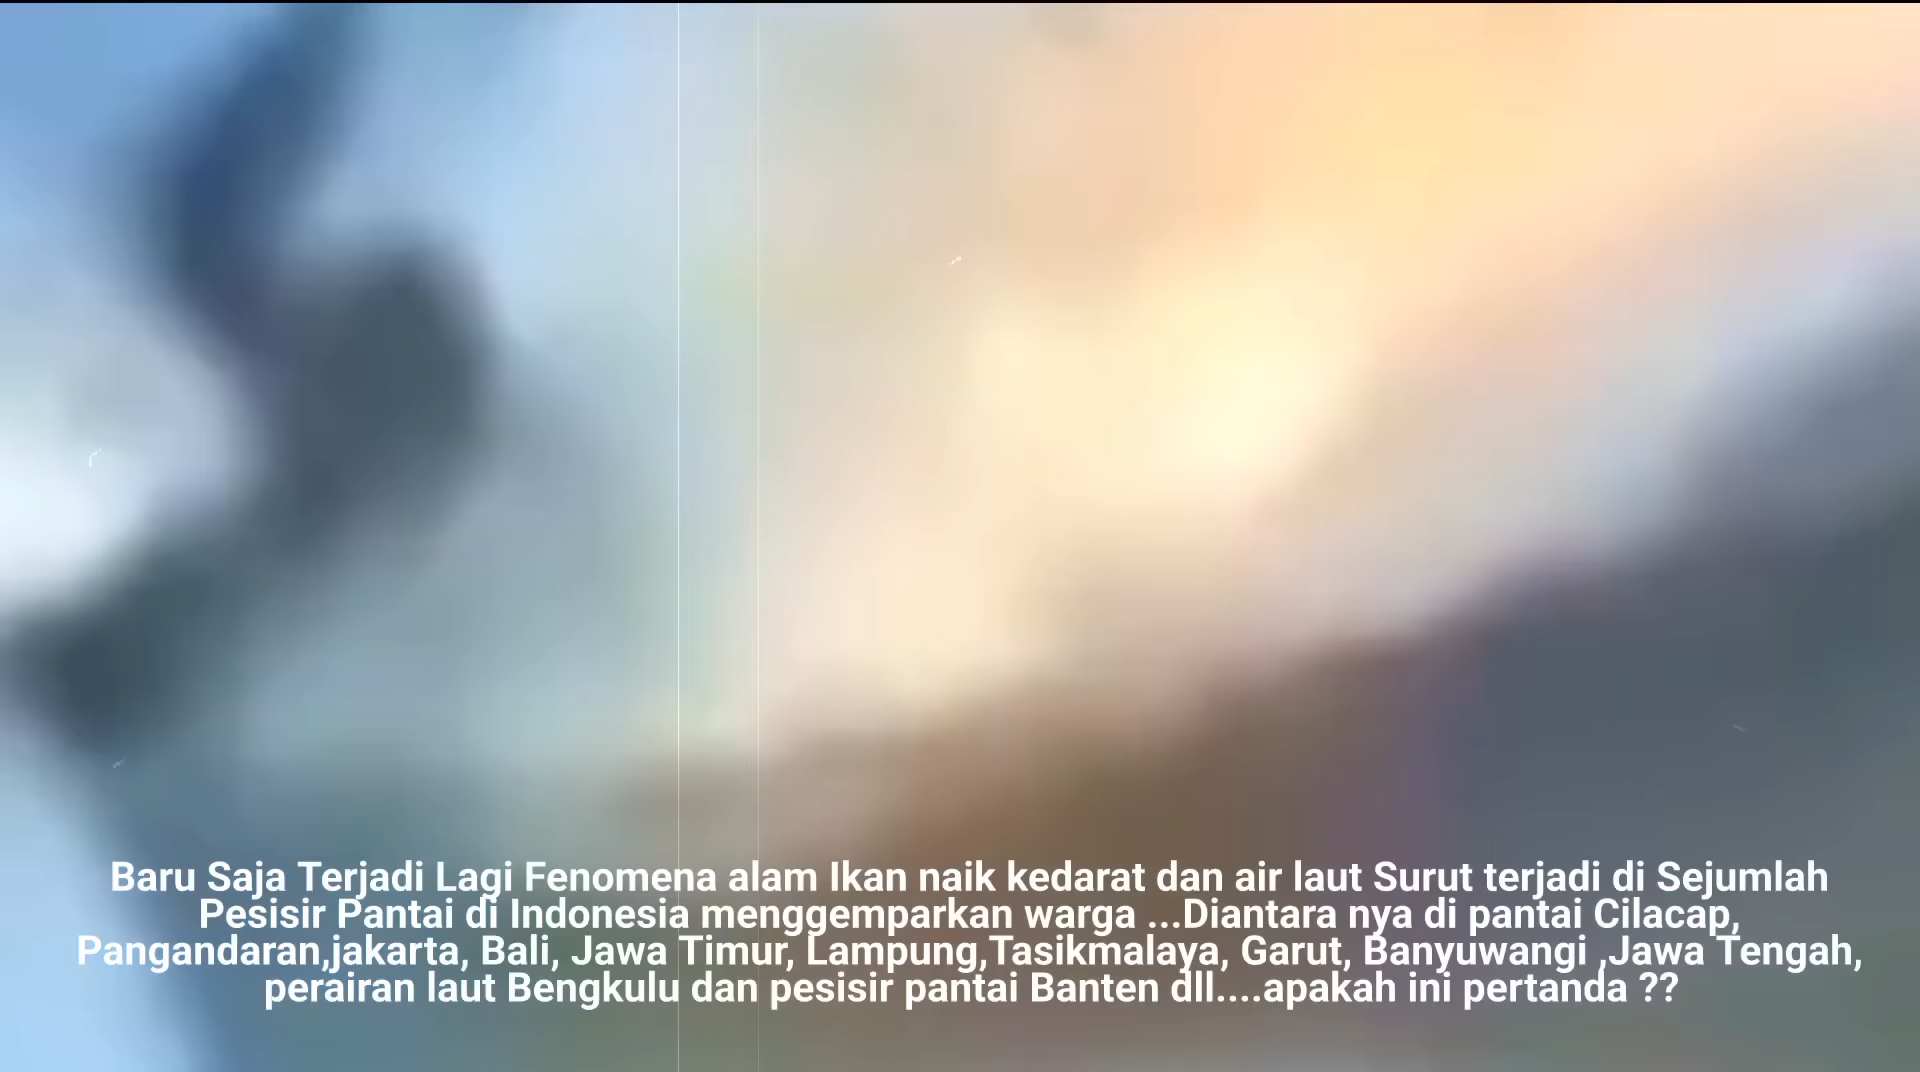 Baru Saja Terjadi Lagi Fenomena alam Ikan naik kedarat dan air laut Surut terjadi di Sejumlah
Pesisir Pantai di Indonesia menggemparkan warga ...Diantara nya di pantai Cilacap,
Pangandaran,jakarta, Bali, Jawa Timur, Lampung,Tasikmalaya, Garut, Banyuwangi ,Jawa Tengah,
perairan laut Bengkulu dan pesisir pantai Banten dll....apakah ini pertanda ??